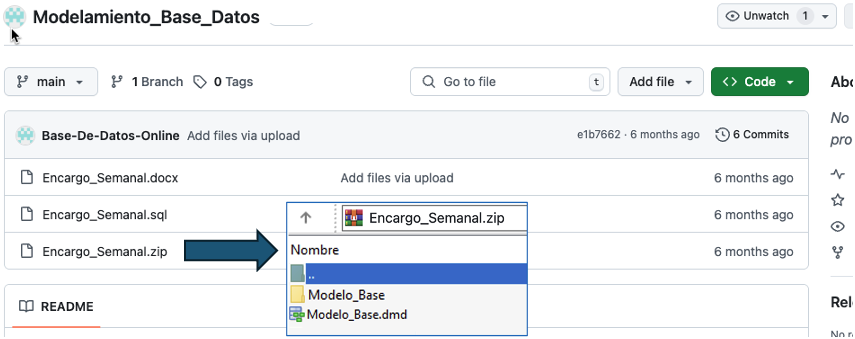 Modelamiento_Base_Datos
Unwatch 1
main 1 Branch 0 Tags Go to file t Add file <> Code
Base-De-Datos-Online Add files via upload e1b7662 · 6 months ago 6 Commits
Encargo_Semanal.docx Add files via upload 6 months ago
Encargo_Semanal.sql 6 months ago
Encargo_Semanal.zip 6 months ago
Encargo_Semanal.zip
Nombre
..
Modelo_Base
Modelo_Base.dmd
README
Abo
No
pro
Rele